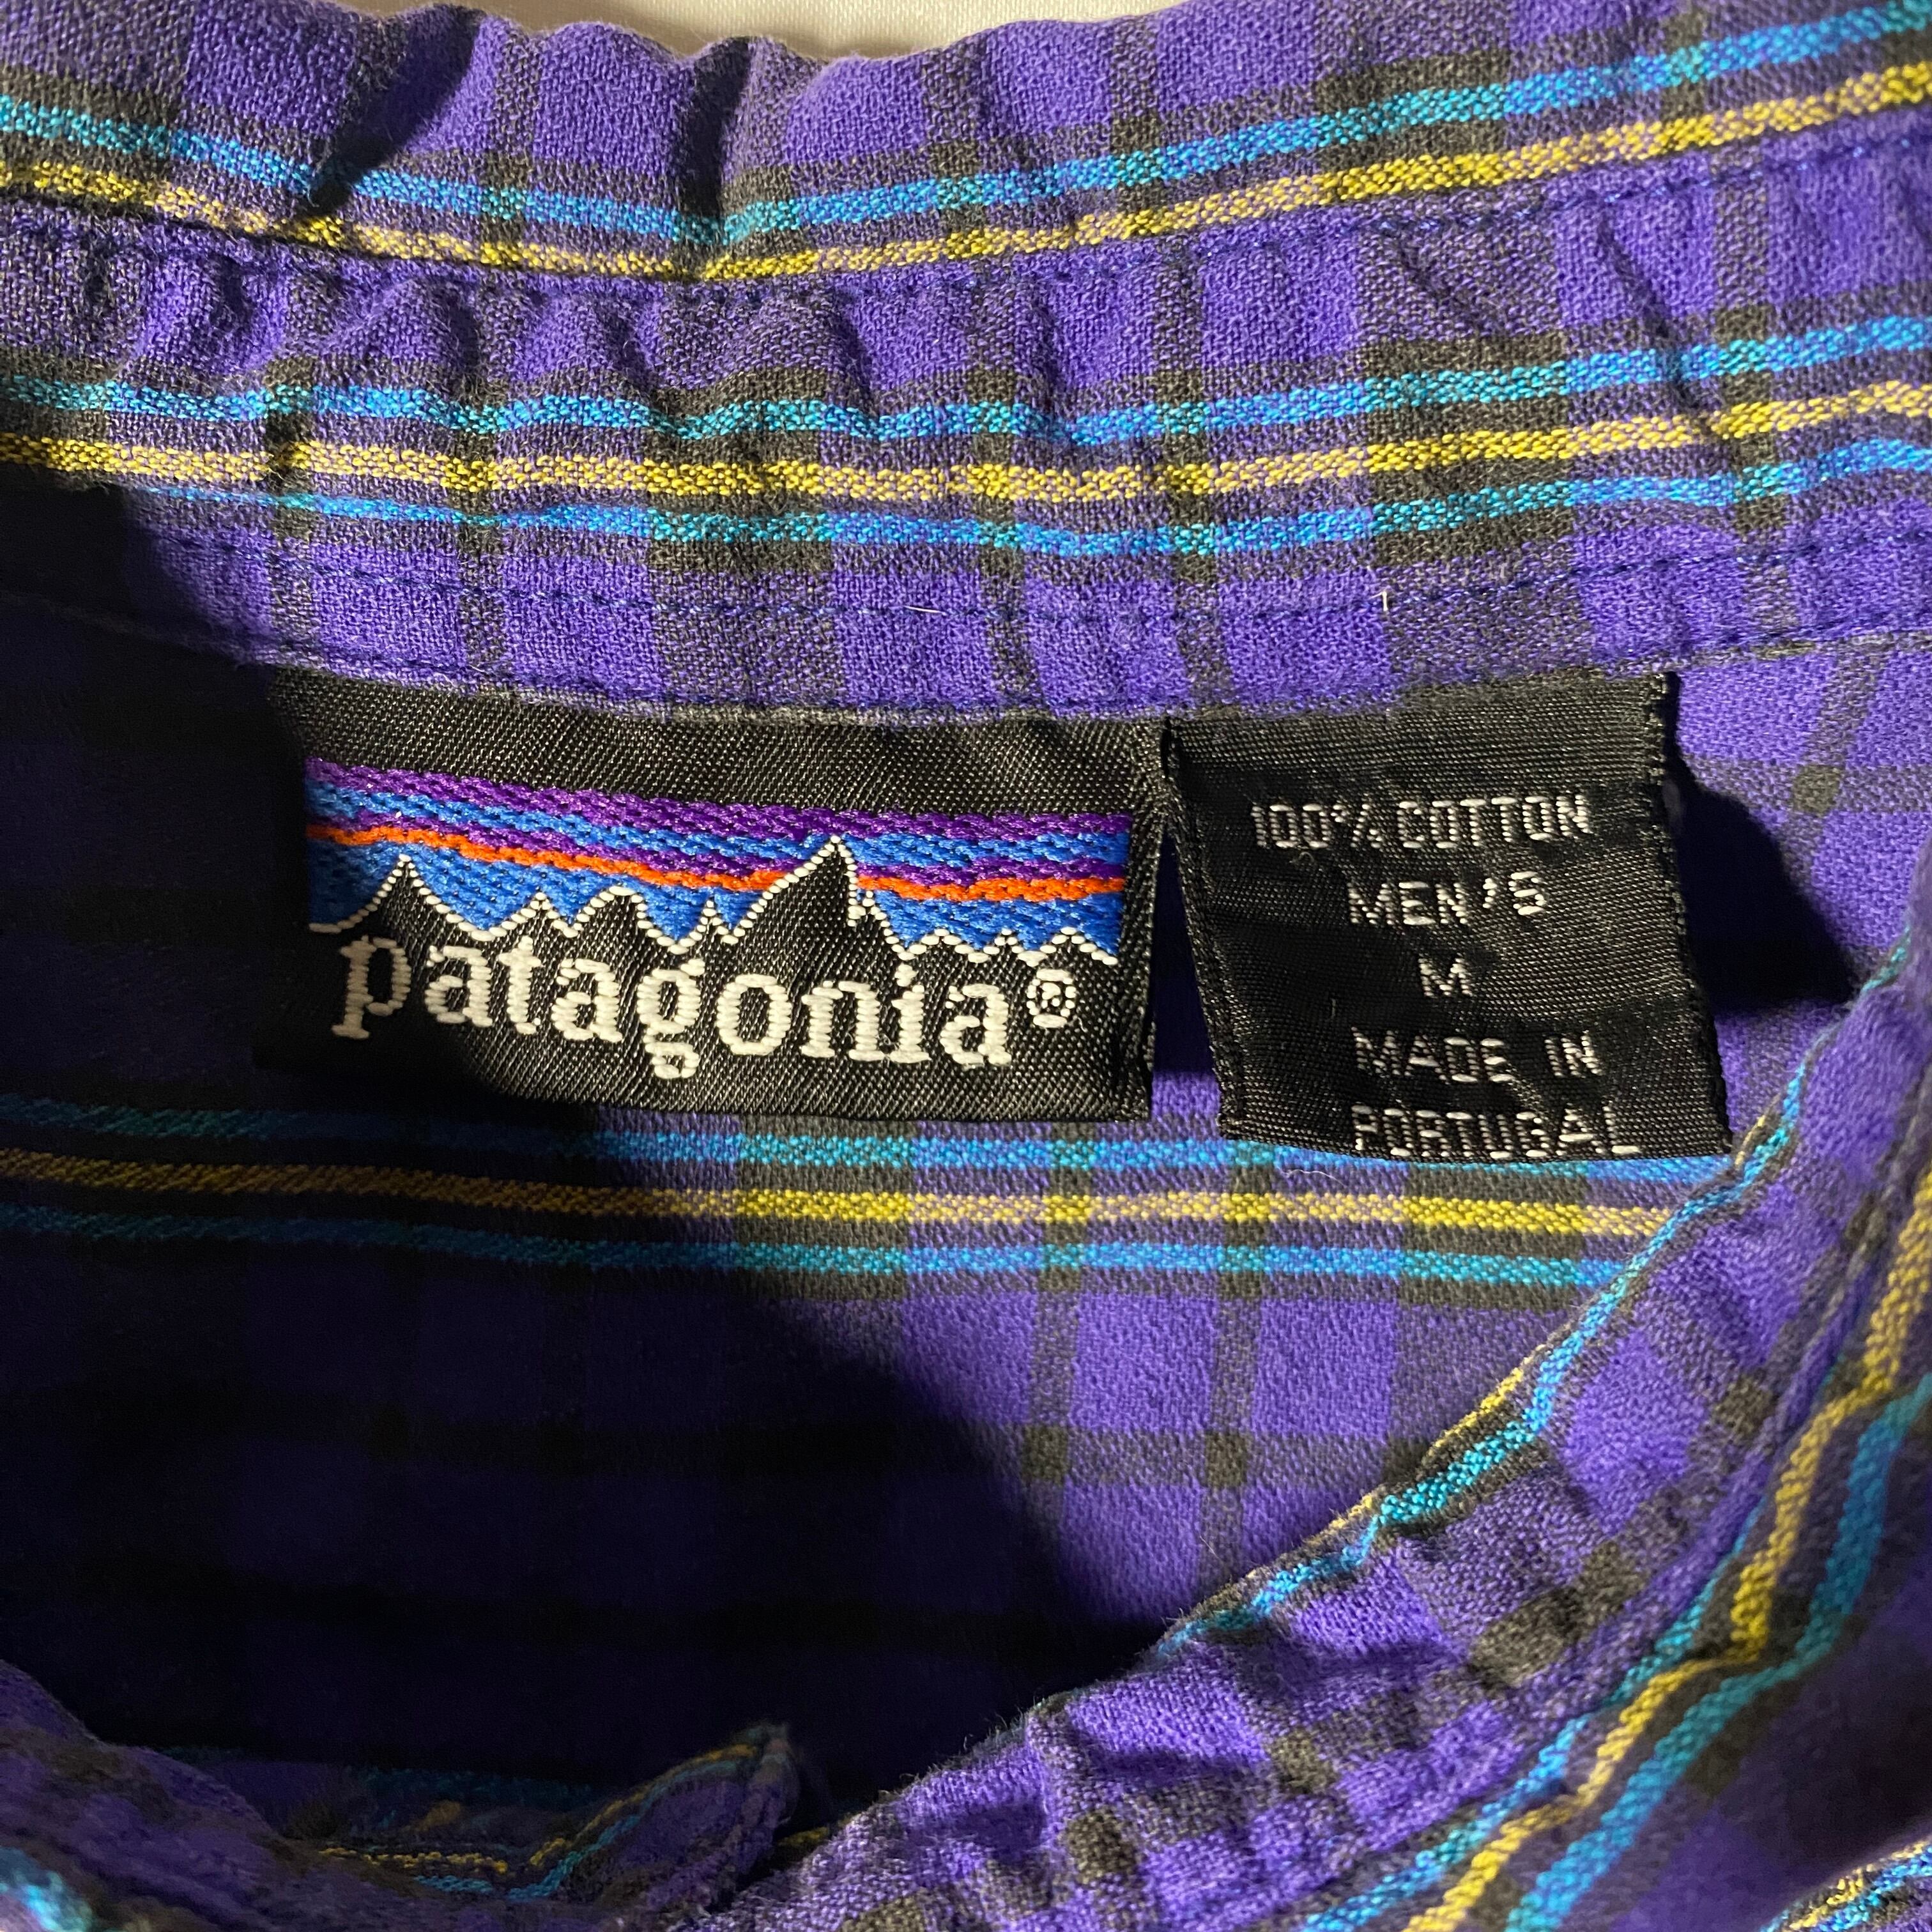 patagonia®
100% COTTON
MEN'S
M
MADE IN
PORTUGAL